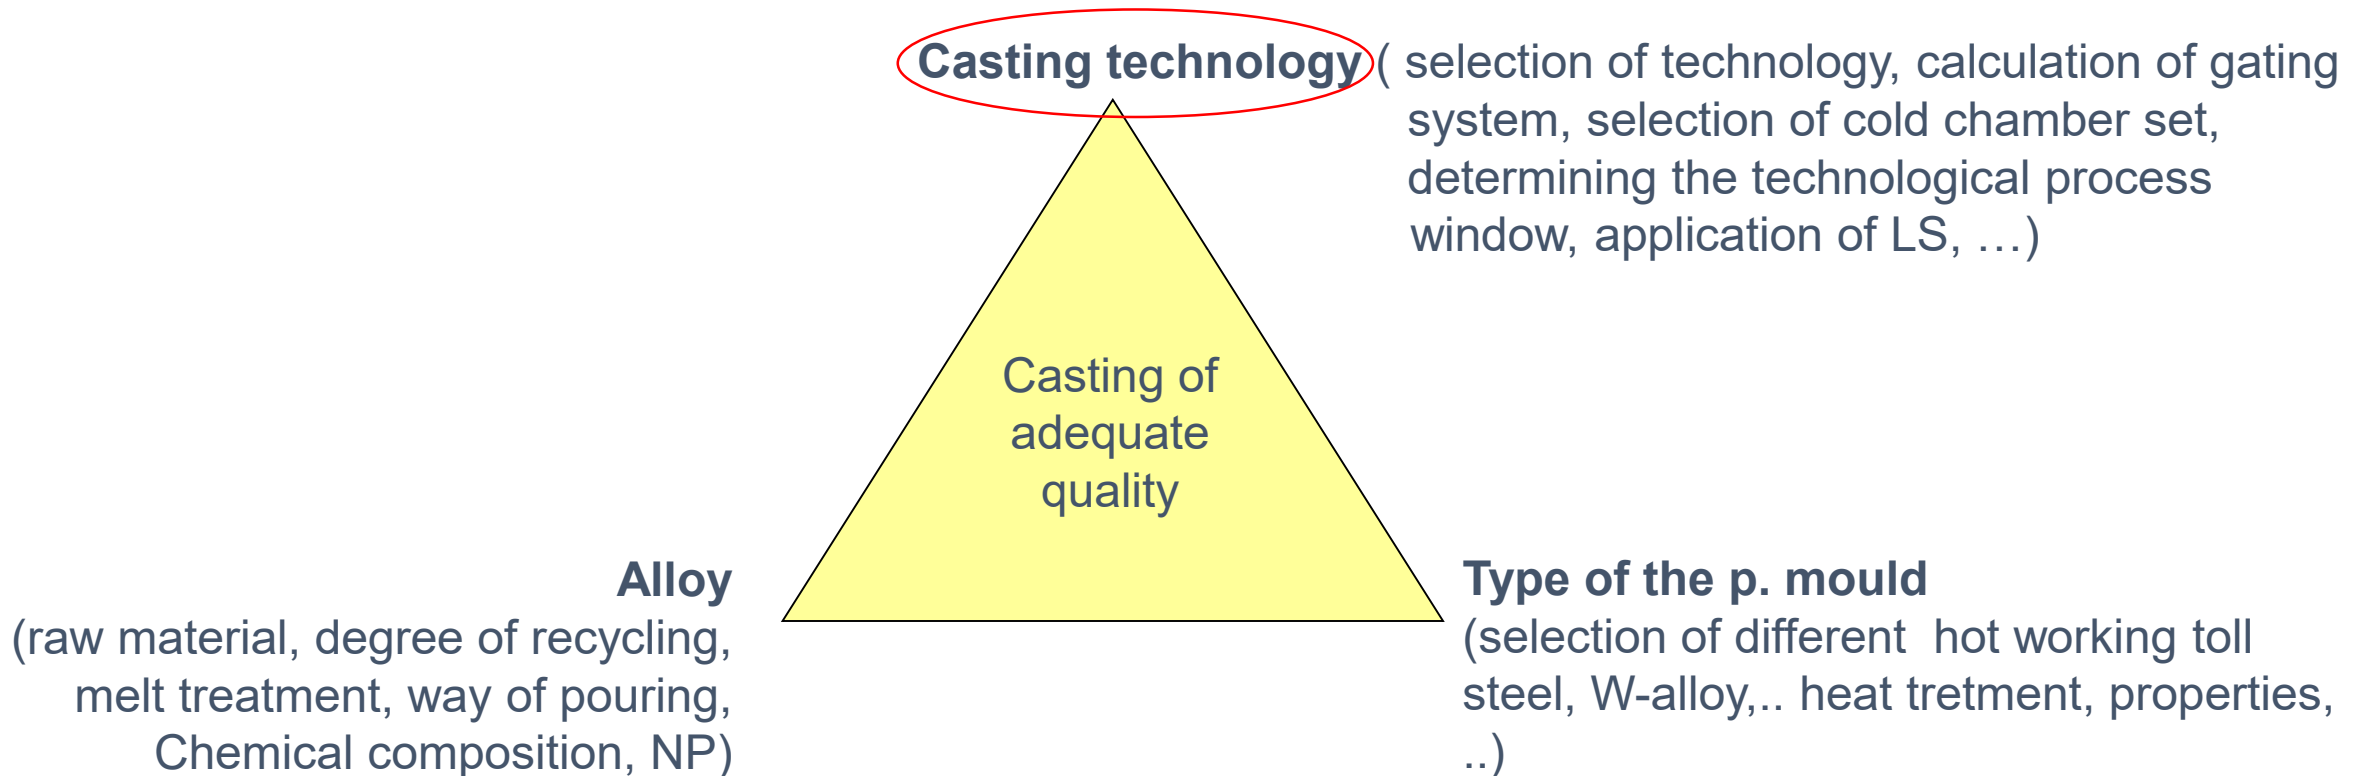 Casting technology ( selection of technology, calculation of gating
system, selection of cold chamber set,
determining the technological process
window, application of LS, …)
Casting of
adequate
quality
Alloy
(raw material, degree of recycling,
melt treatment, way of pouring,
Chemical composition, NP)
Type of the p. mould
(selection of different hot working toll
steel, W-alloy,.. heat tretment, properties,
..)